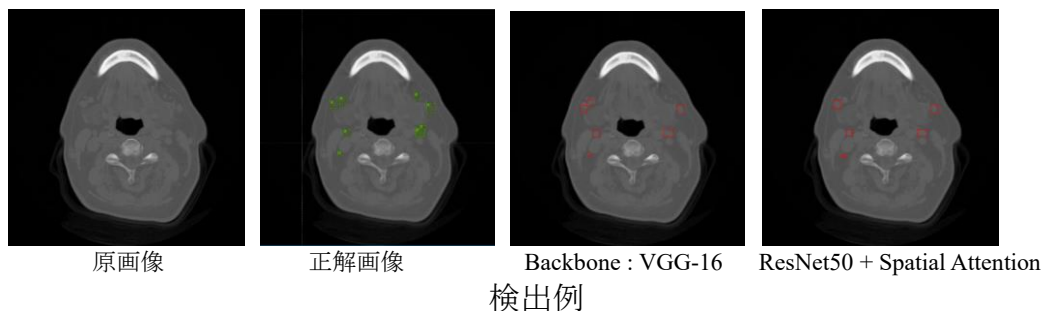 原画像
正解画像
Backbone : VGG-16
ResNet50 + Spatial Attention
検出例